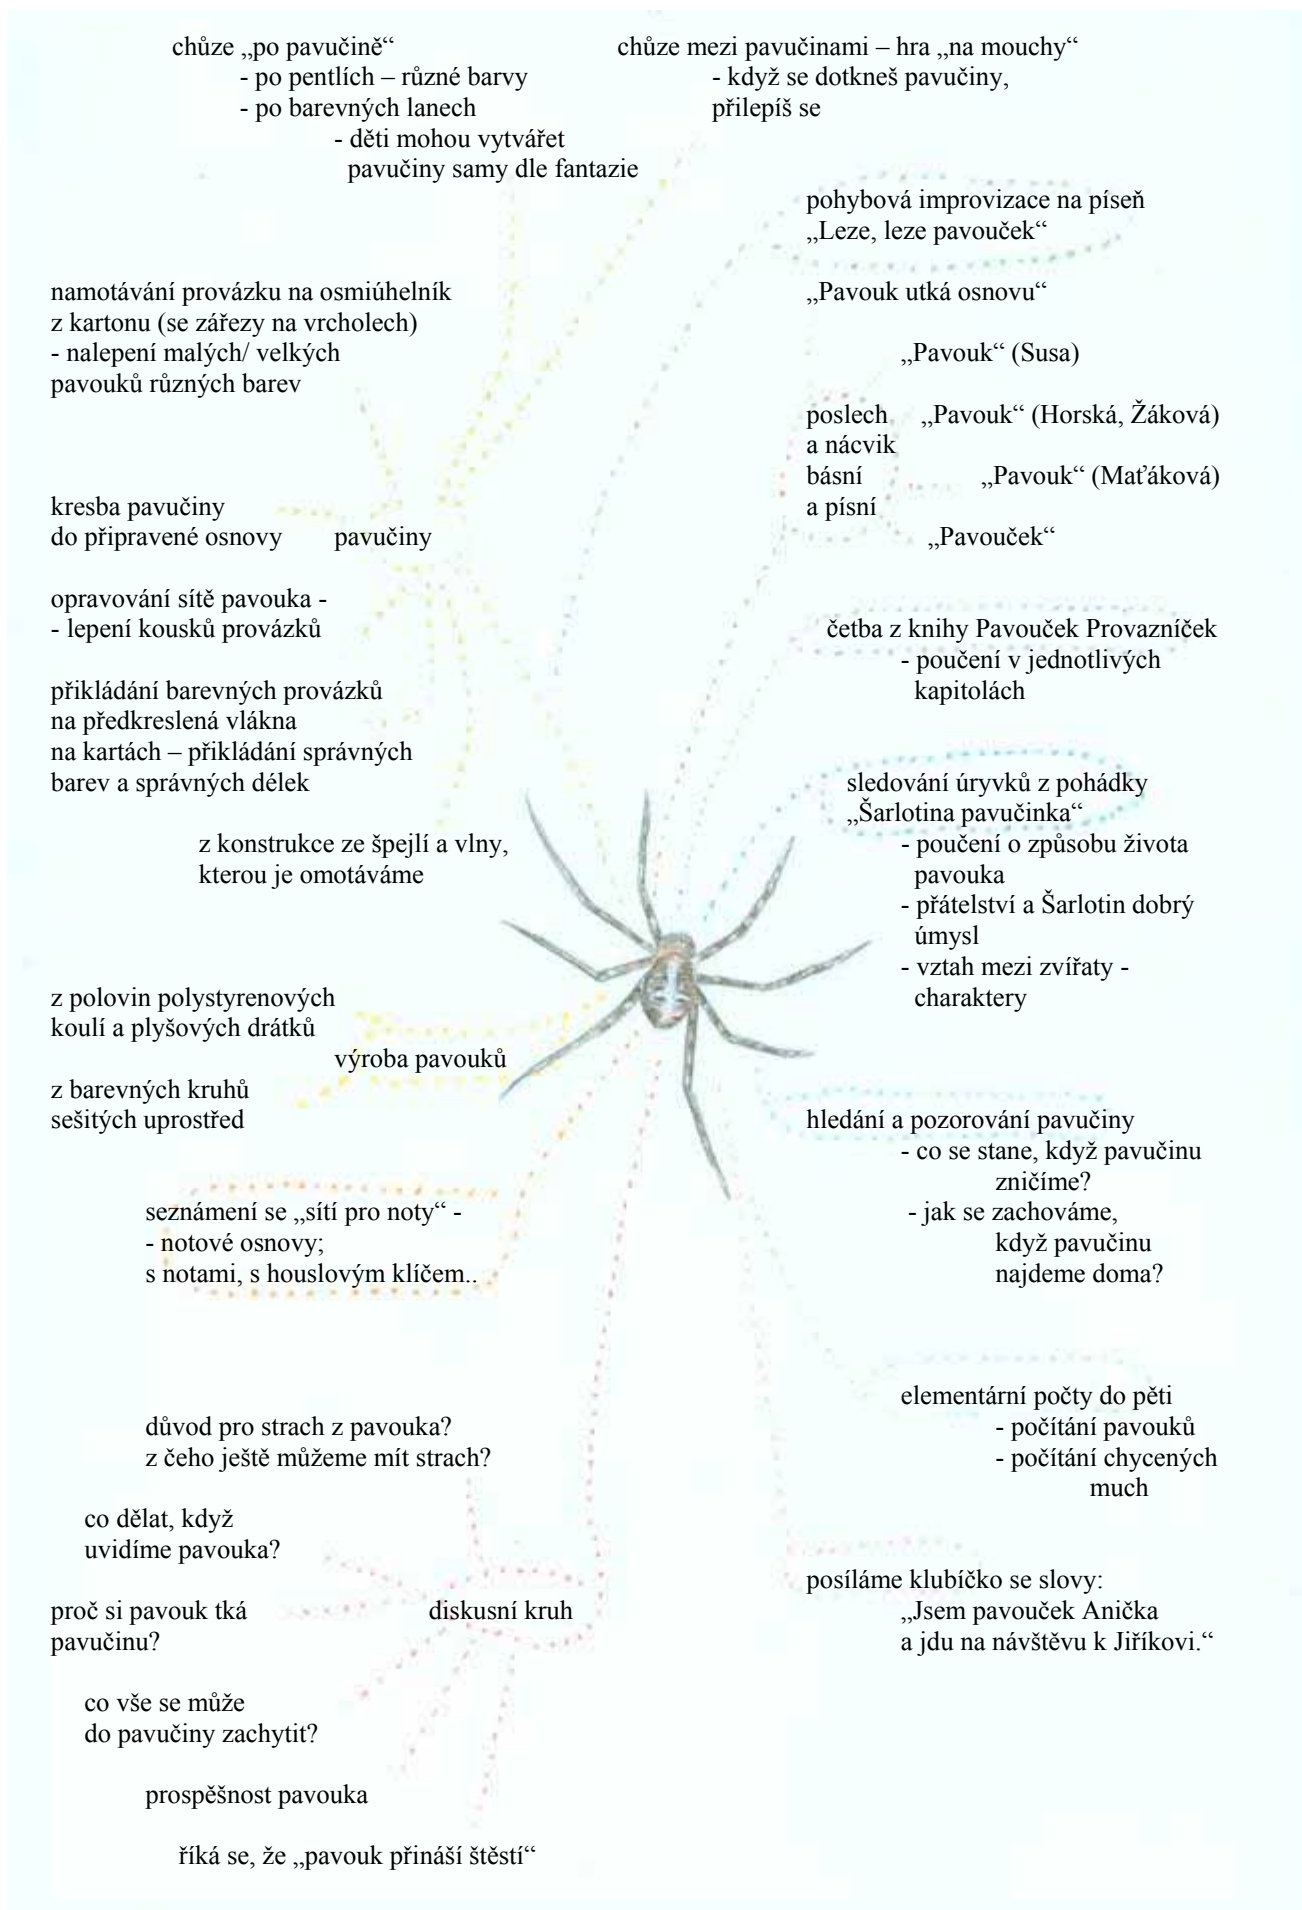 chůze „po pavučině“
- po pentlích – různé barvy
- po barevných lanech
- děti mohou vytvářet
pavučiny samy dle fantazie
chůze mezi pavučinami – hra „na mouchy“
- když se dotkneš pavučiny,
přilepíš se
pohybová improvizace na píseň
„Leze, leze pavouček“
namotávání provázku na osmiúhelník
z kartonu (se zářezy na vrcholech)
- nalepení malých/ velkých
pavouků různých barev
„Pavouk utká osnovu“
„Pavouk“ (Susa)
poslech
a nácvik
básní
a písní
„Pavouk“ (Horská, Žáková)
„Pavouk“ (Maťáková)
„Pavouček“
kresba pavučiny
do připravené osnovy
pavučiny
opravování sítě pavouka -
- lepení kousků provázků
četba z knihy Pavouček Provazníček
- poučení v jednotlivých
kapitolách
přikládání barevných provázků
na předkreslená vlákna
na kartách – přikládání správných
barev a správných délek
sledování úryvků z pohádky
„Šarlotina pavučinka“
- poučení o způsobu života
pavouka
- přátelství a Šarlotin dobrý
úmysl
- vztah mezi zvířaty -
charaktery
z konstrukce ze špejlí a vlny,
kterou je omotáváme
z polovin polystyrenových
koulí a plyšových drátků
výroba pavouků
z barevných kruhů
sešitých uprostřed
hledání a pozorování pavučiny
- co se stane, když pavučinu
zničíme?
- jak se zachováme,
když pavučinu
najdeme doma?
seznámení se „sítí pro noty“ -
- notové osnovy;
s notami, s houslovým klíčem..
elementární počty do pěti
- počítání pavouků
- počítání chycených
much
důvod pro strach z pavouka?
z čeho ještě můžeme mít strach?
co dělat, když
uvidíme pavouka?
proč si pavouk tká
pavučinu?
diskusní kruh
posíláme klubíčko se slovy:
„Jsem pavouček Anička
a jdu na návštěvu k Jiříkovi.“
co vše se může
do pavučiny zachytit?
prospěšnost pavouka
říká se, že „pavouk přináší štěstí“